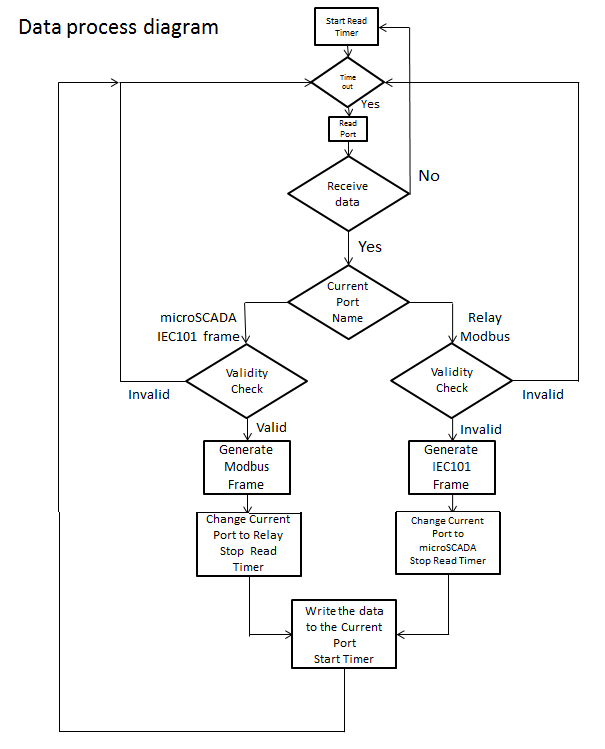 Data process diagram
Start Read
Timer
Time
out
Yes
Read
Port
Receive
data
No
Yes
Current
Port
Name
microSCADA
IEC101 frame
Relay
Modbus
Validity
Check
Validity
Check
Invalid
Invalid
Valid
Invalid
Generate
Modbus
Frame
Generate
IEC101
Frame
Change Current
Port to Relay
Stop Read
Timer
Change Current
Port to
microSCADA
Stop Read Timer
Write the data
to the Current
Port
Start Timer